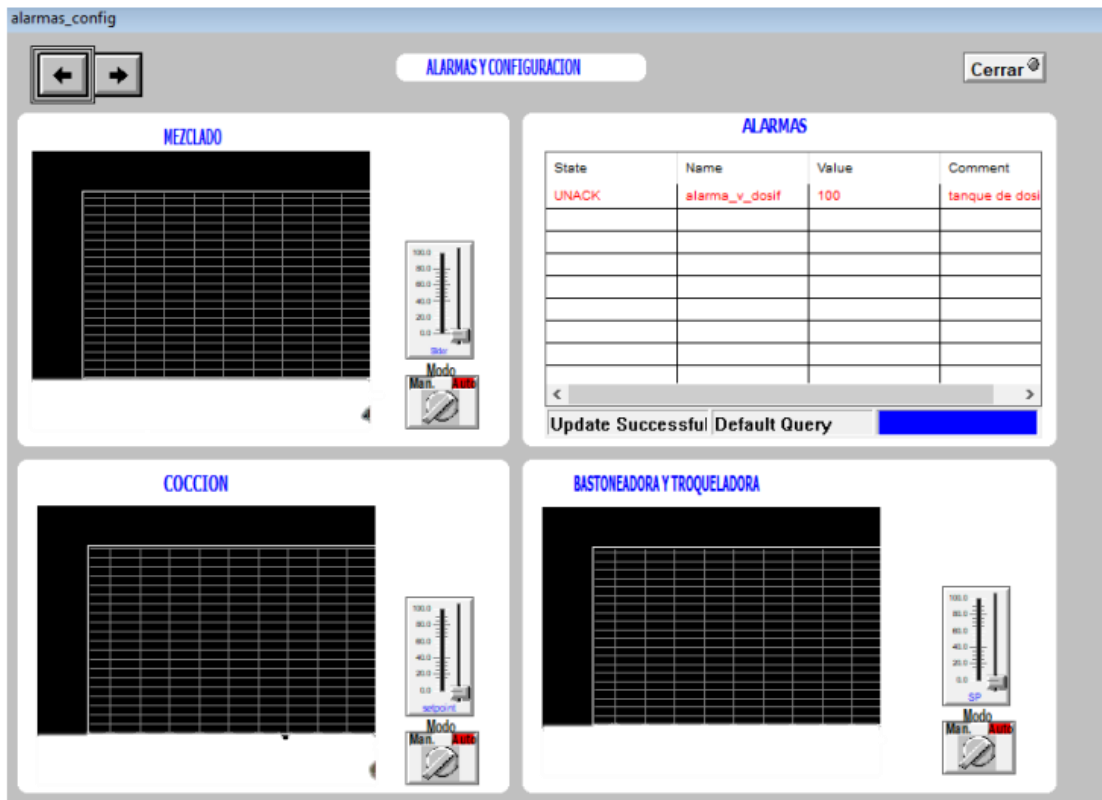 alarmas_config
ALARMAS Y CONFIGURACION
Cerrar
MEZCLADO
100.0
80.0
60.0
40.0
20.0
0.0
Slider
Modo
Man. Auto
ALARMAS
State Name Value Comment
UNACK alarma_v_dosif 100 tanque de dosi
Update Successful Default Query
COCCION
100.0
80.0
60.0
40.0
20.0
0.0
setpoint
Modo
Man. Auto
BASTONEADORA Y TROQUELADORA
100.0
80.0
60.0
40.0
20.0
0.0
SP
Modo
Man. Auto